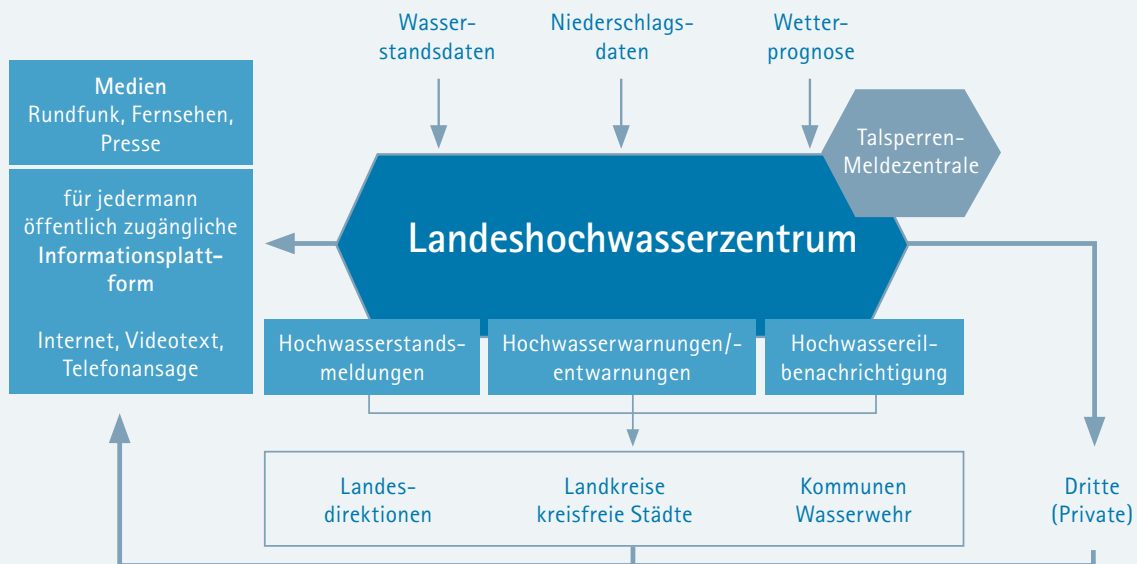 Wasser-
standsdaten
Niederschlags-
daten
Wetter-
prognose
Medien
Rundfunk, Fernsehen,
Presse
Talsperren-
Meldezentrale
für jedermann
öffentlich zugängliche
Informationsplatt-
form
Internet, Videotext,
Telefonansage
Landeshochwasserzentrum
Hochwasserstands-
meldungen
Hochwasserwarnungen/-
entwarnungen
Hochwassereil-
benachrichtigung
Landes-
direktionen
Landkreise
kreisfreie Städte
Kommunen
Wasserwehr
Dritte
(Private)